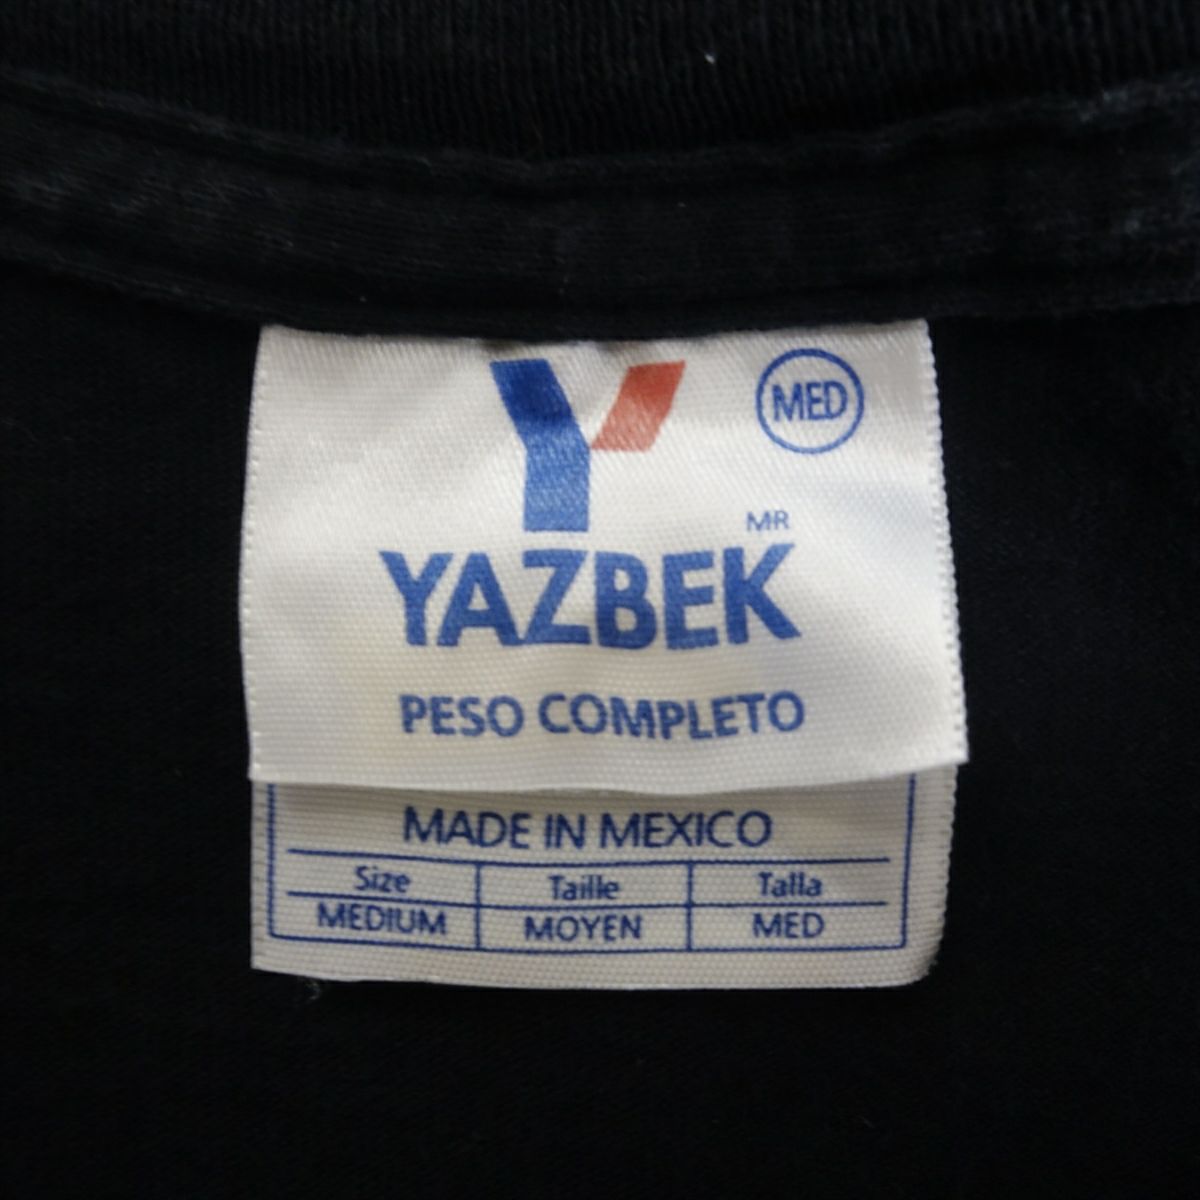 MED
MR
YAZBEK
PESO COMPLETO
MADE IN MEXICO
Size Taille Talla
MEDIUM MOYEN MED